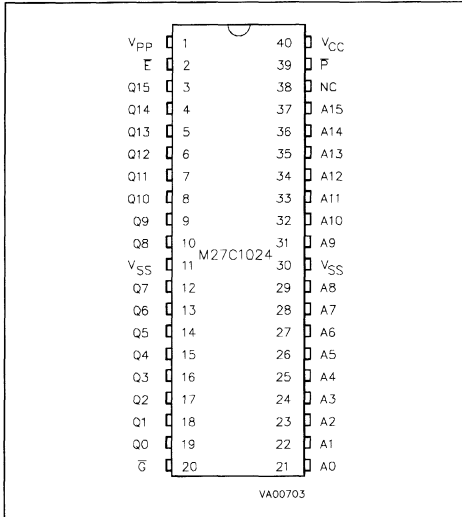 VPP 1 40 VCC
E̅ 2 39 P̅
Q15 3 38 NC
Q14 4 37 A15
Q13 5 36 A14
Q12 6 35 A13
Q11 7 34 A12
Q10 8 33 A11
Q9 9 32 A10
Q8 10 31 A9
M27C1024
VSS 11 30 VSS
Q7 12 29 A8
Q6 13 28 A7
Q5 14 27 A6
Q4 15 26 A5
Q3 16 25 A4
Q2 17 24 A3
Q1 18 23 A2
Q0 19 22 A1
G̅ 20 21 A0
VA00703